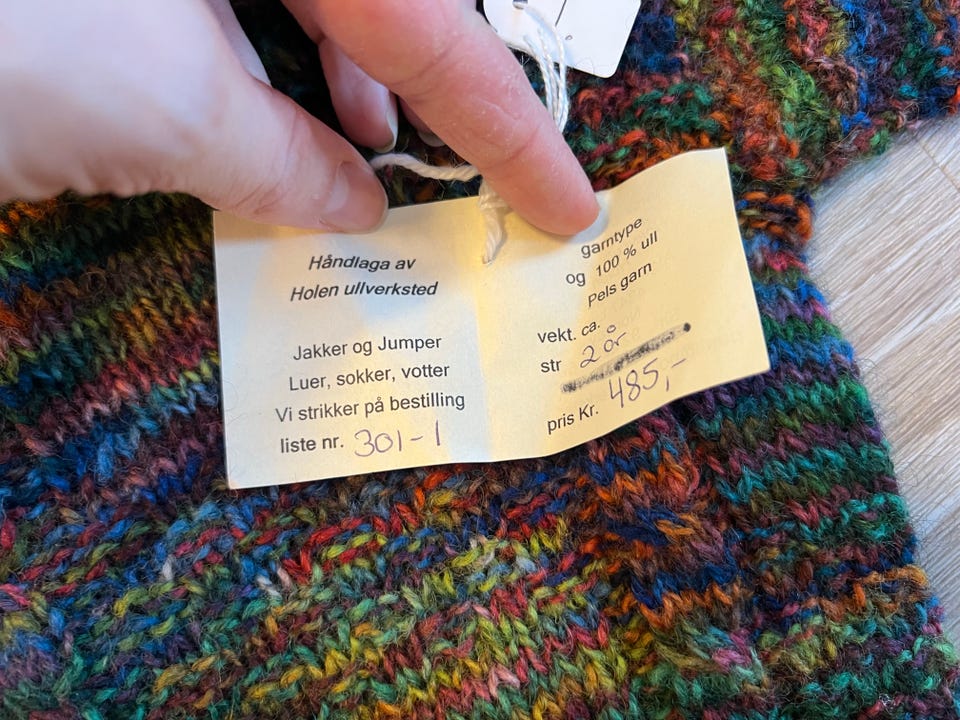 Håndlaga av
Holen ullverksted
Jakker og Jumper
Luer, sokker, votter
Vi strikker på bestilling
liste nr. 301-1
garntype
og 100 % ull
Pels garn
vekt. ca.
str 2 år
pris Kr. 485,-